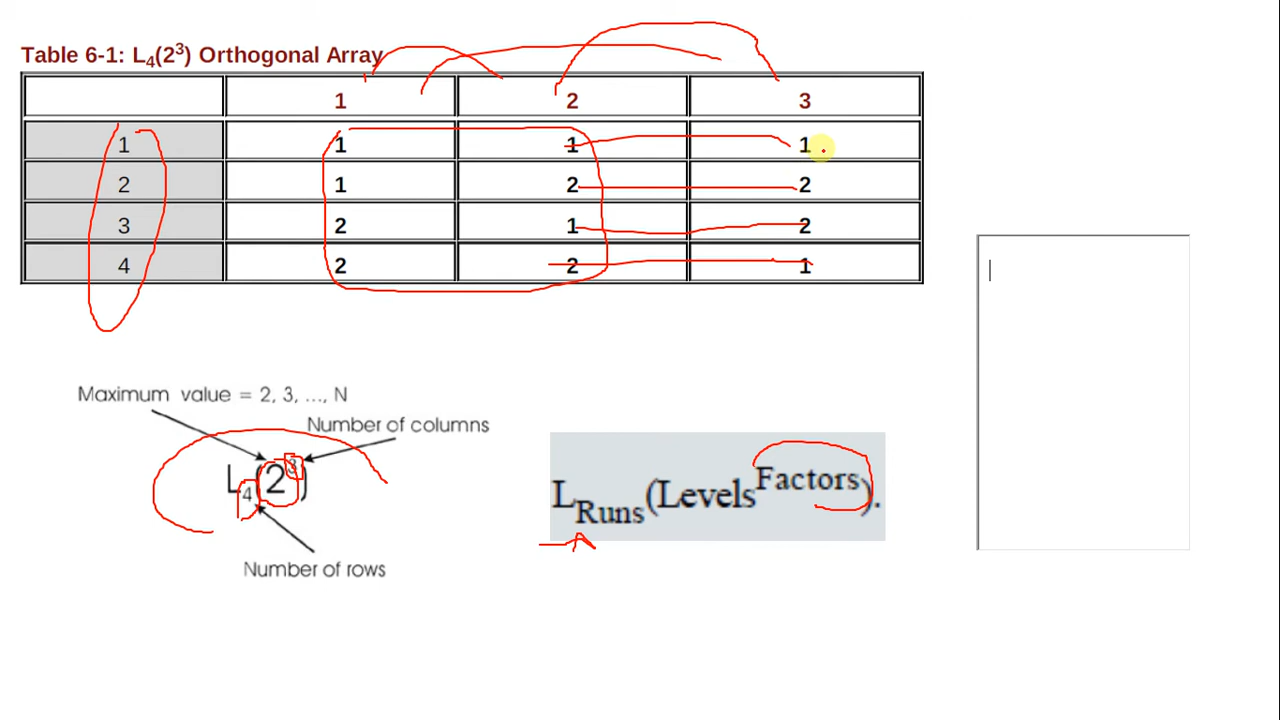 Table 6-1: L4(2³) Orthogonal Array
1 2 3
1 1 1 1
2 1 2 2
3 2 1 2
4 2 2 1
Maximum value = 2, 3, ..., N
Number of columns
L4(2³)
Number of rows
LRuns(LevelsFactors).